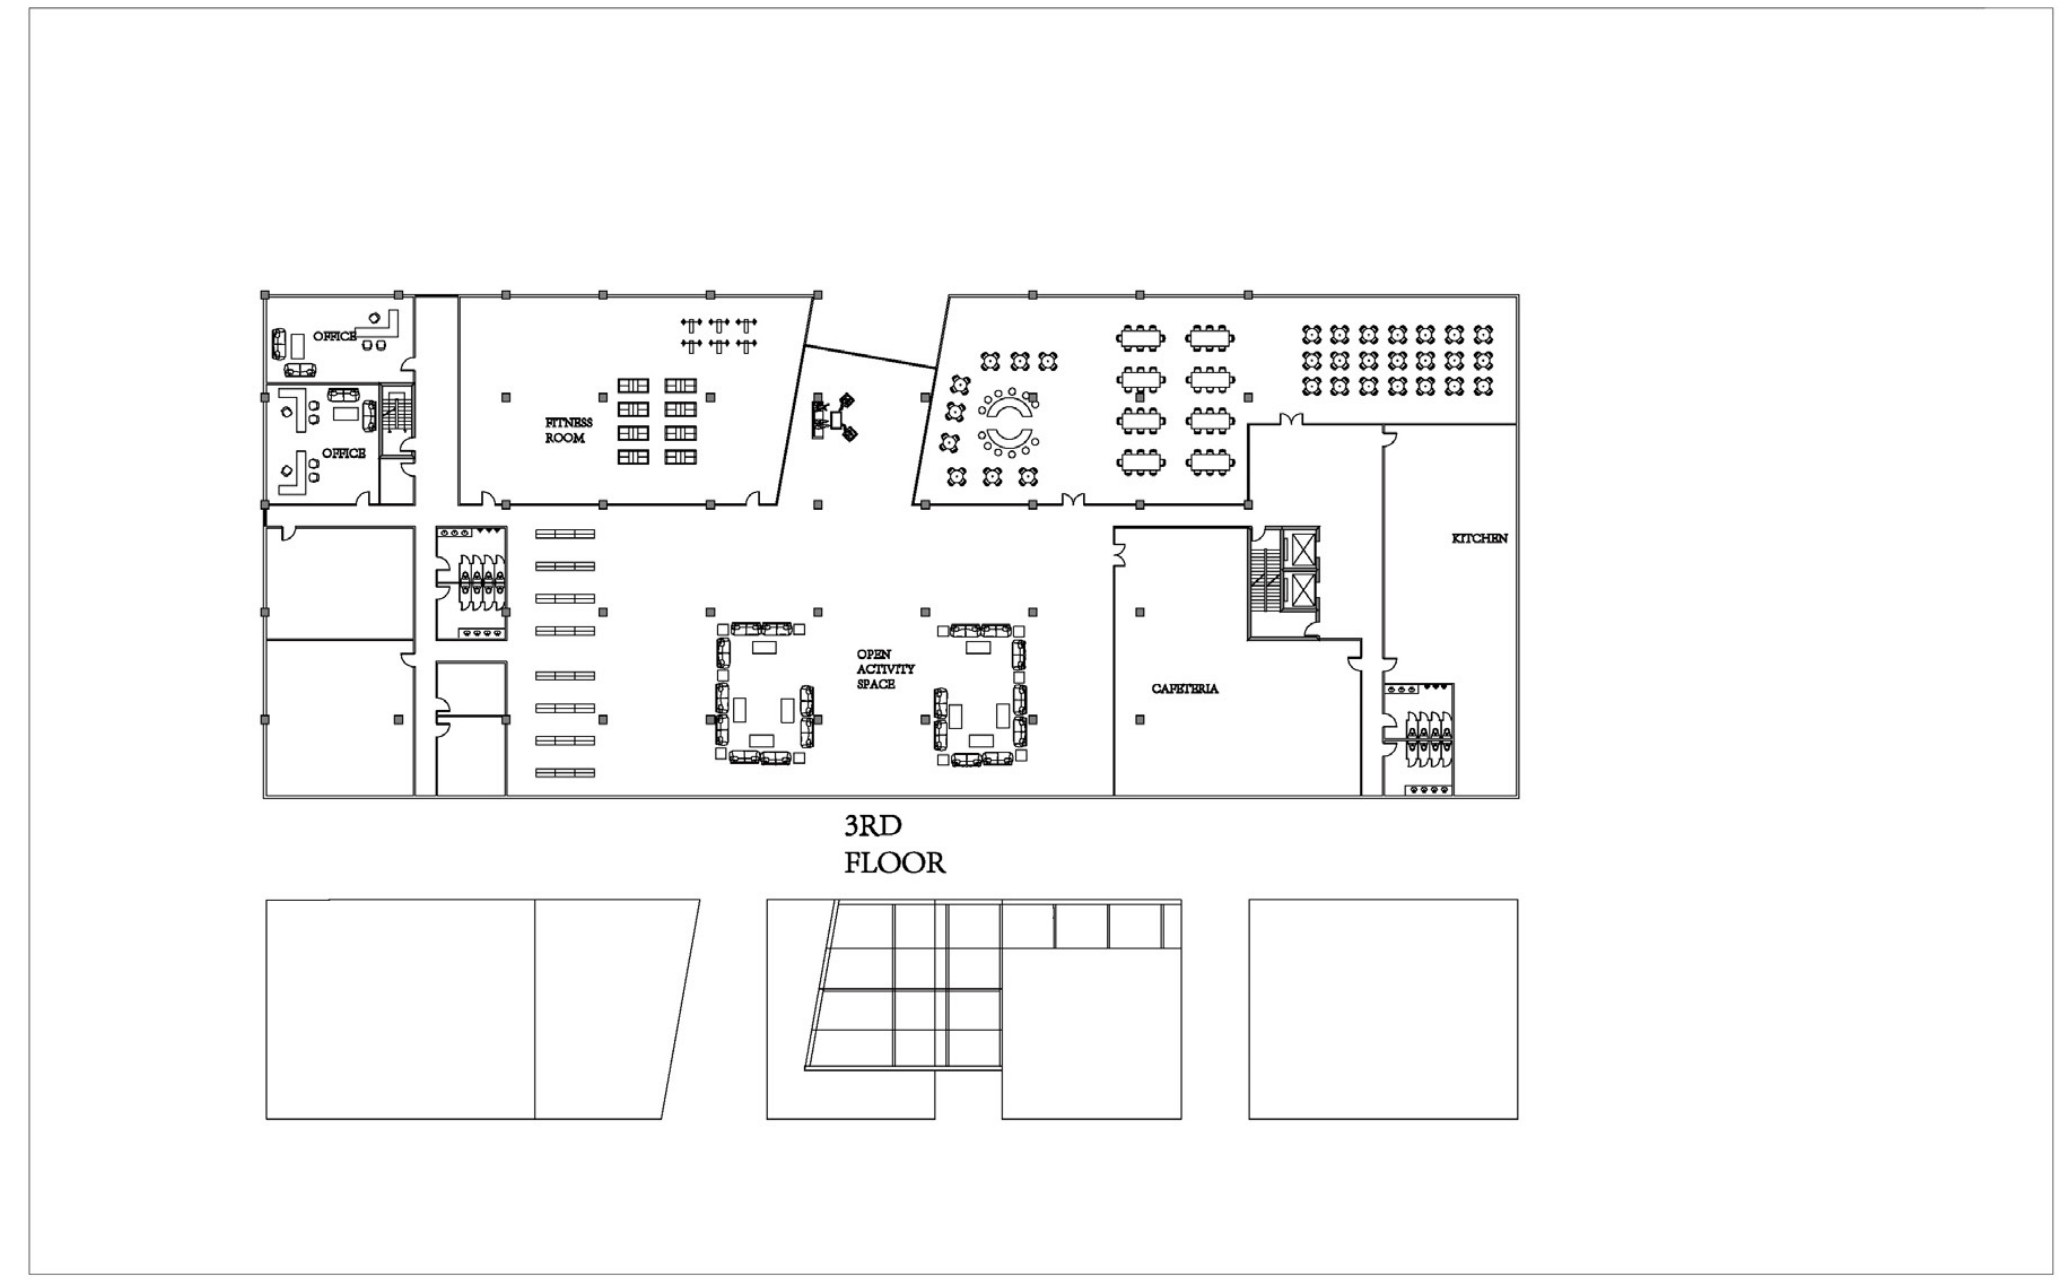 OFFICE
FITNESS
ROOM
OFFICE
KITCHEN
OPEN
ACTIVITY
SPACE
CAFETERIA
3RD
FLOOR